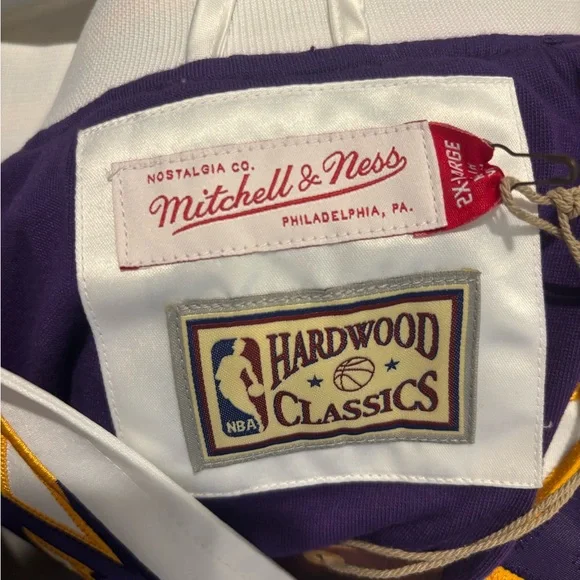 NOSTALGIA CO.
Mitchell & Ness
PHILADELPHIA, PA.
2X-LARGE
HARDWOOD
CLASSICS
NBA